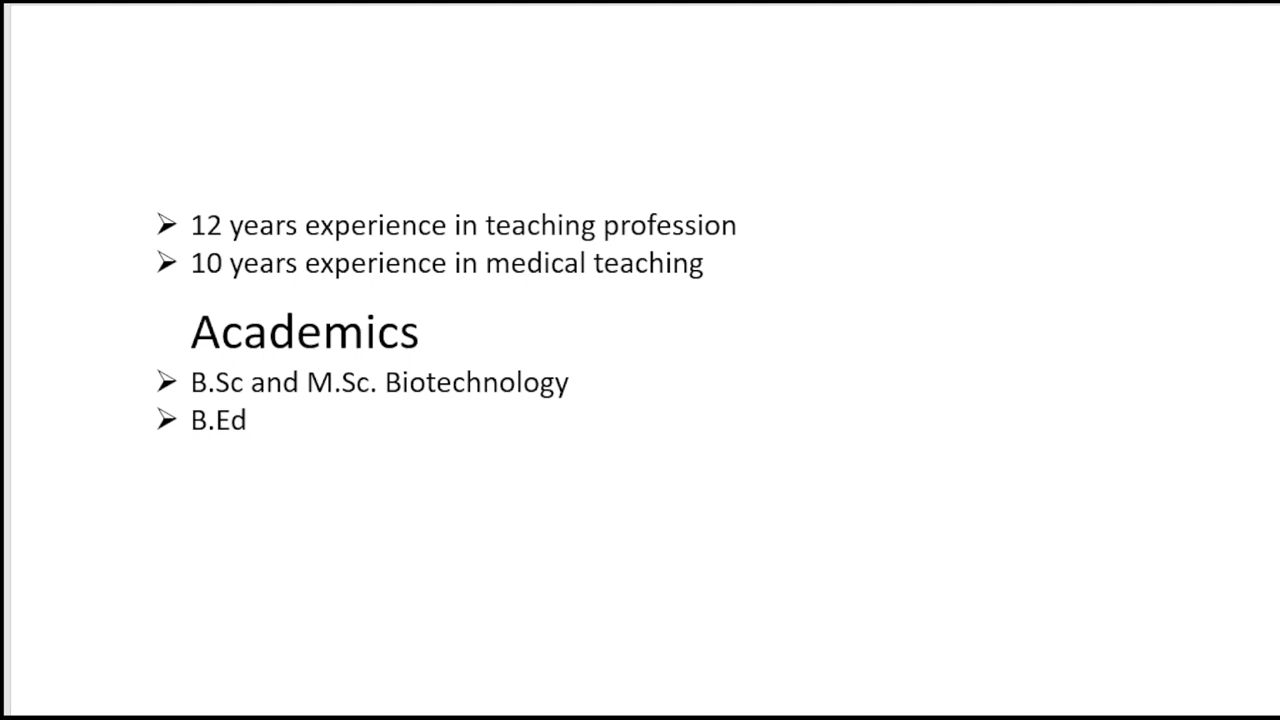 ➢ 12 years experience in teaching profession
➢ 10 years experience in medical teaching
Academics
➢ B.Sc and M.Sc. Biotechnology
➢ B.Ed